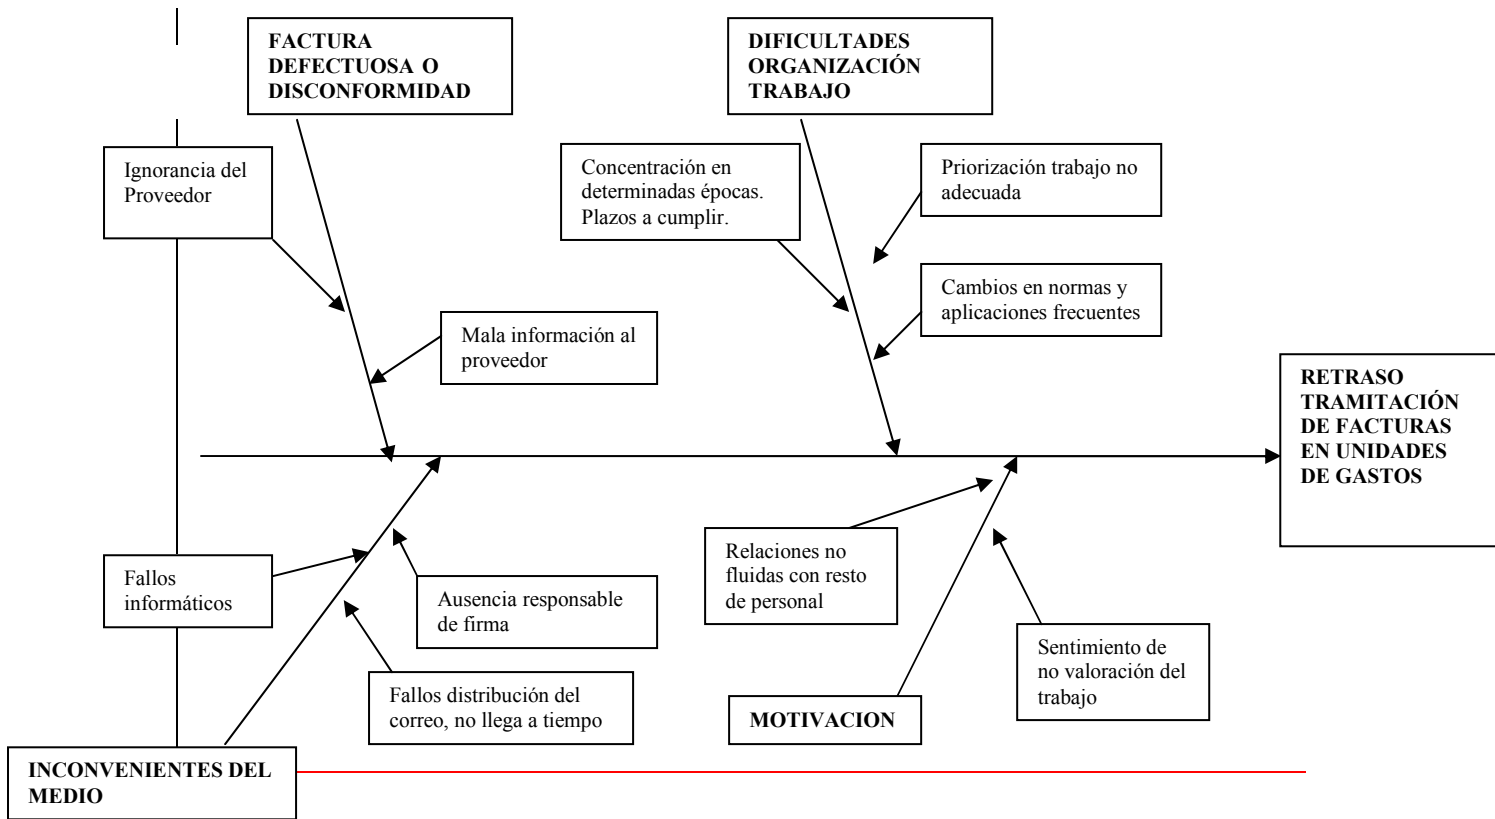 FACTURA
DEFECTUOSA O
DISCONFORMIDAD
DIFICULTADES
ORGANIZACIÓN
TRABAJO
Ignorancia del
Proveedor
Concentración en
determinadas épocas.
Plazos a cumplir.
Priorización trabajo no
adecuada
Cambios en normas y
aplicaciones frecuentes
Mala información al
proveedor
RETRASO
TRAMITACIÓN
DE FACTURAS
EN UNIDADES
DE GASTOS
Fallos
informáticos
Ausencia responsable
de firma
Relaciones no
fluidas con resto
de personal
Sentimiento de
no valoración del
trabajo
Fallos distribución del
correo, no llega a tiempo
MOTIVACION
INCONVENIENTES DEL
MEDIO